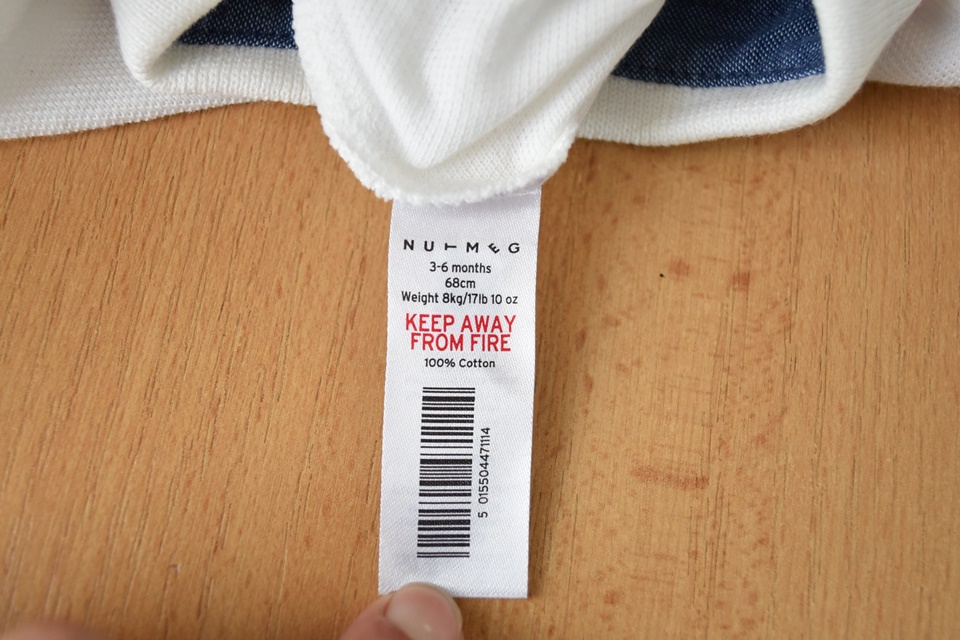 NUTMEG
3-6 months
68cm
Weight 8kg/17lb 10 oz
KEEP AWAY
FROM FIRE
100% Cotton
5 015504471114